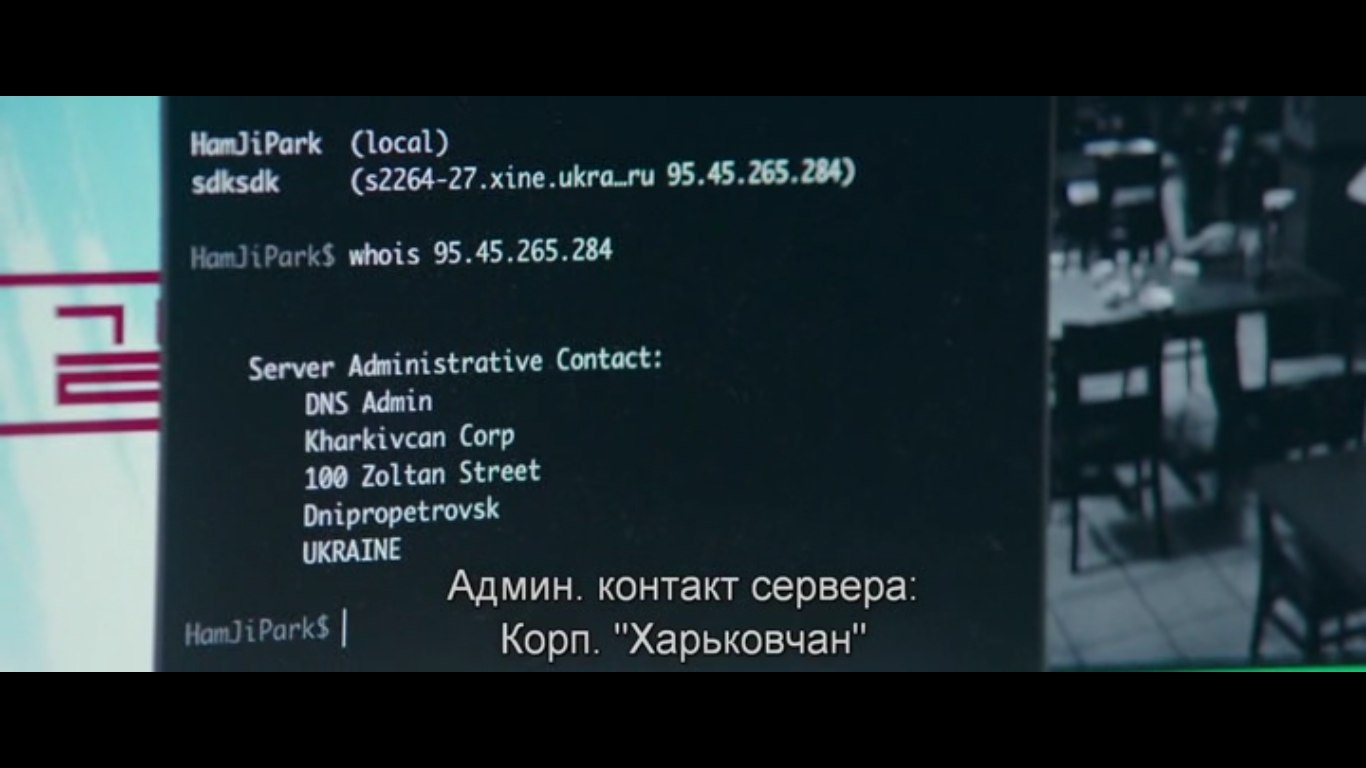 HamJiPark (local)
sdksdk (s2264-27.xine.ukra…ru 95.45.265.284)
HamJiPark$ whois 95.45.265.284
Server Administrative Contact:
DNS Admin
Kharkivcan Corp
100 Zoltan Street
Dnipropetrovsk
UKRAINE
HamJiPark$
Админ. контакт сервера:
Корп. "Харьковчан"